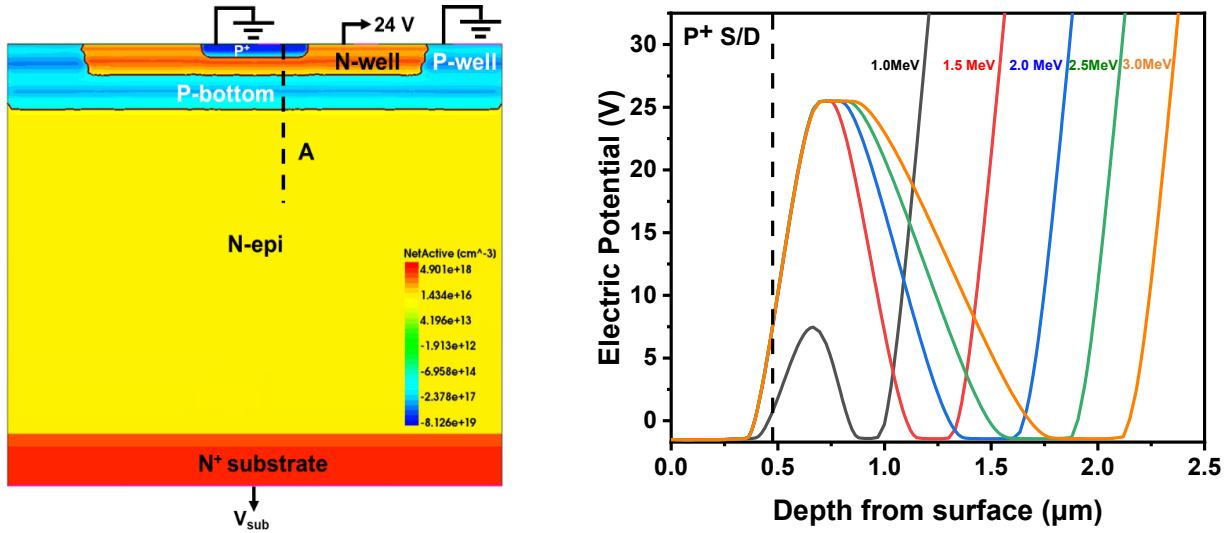 24 V
P⁺
N-well
P-well
P-bottom
A
N-epi
NetActive (cm^-3)
4.901e+18
1.434e+16
4.196e+13
-1.913e+12
-6.958e+14
-2.378e+17
-8.126e+19
N⁺ substrate
V_sub
P⁺ S/D
1.0MeV
1.5 MeV
2.0 MeV
2.5MeV
3.0MeV
Electric Potential (V)
30
25
20
15
10
5
0
0.0
0.5
1.0
1.5
2.0
2.5
Depth from surface (μm)